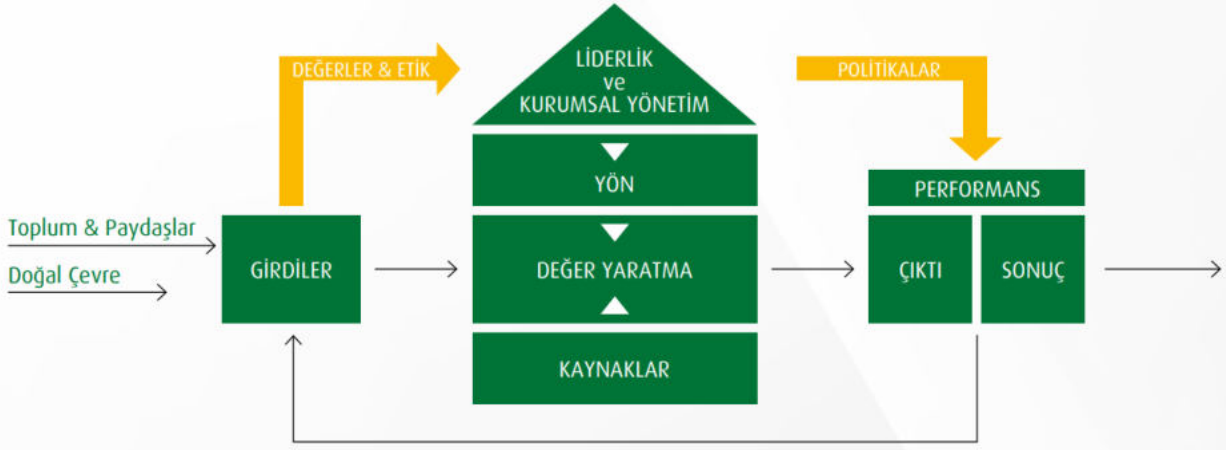 DEĞERLER & ETİK
LİDERLİK
ve
KURUMSAL YÖNETİM
POLİTİKALAR
YÖN
PERFORMANS
Toplum & Paydaşlar
Doğal Çevre
GİRDİLER
DEĞER YARATMA
ÇIKTI
SONUÇ
KAYNAKLAR